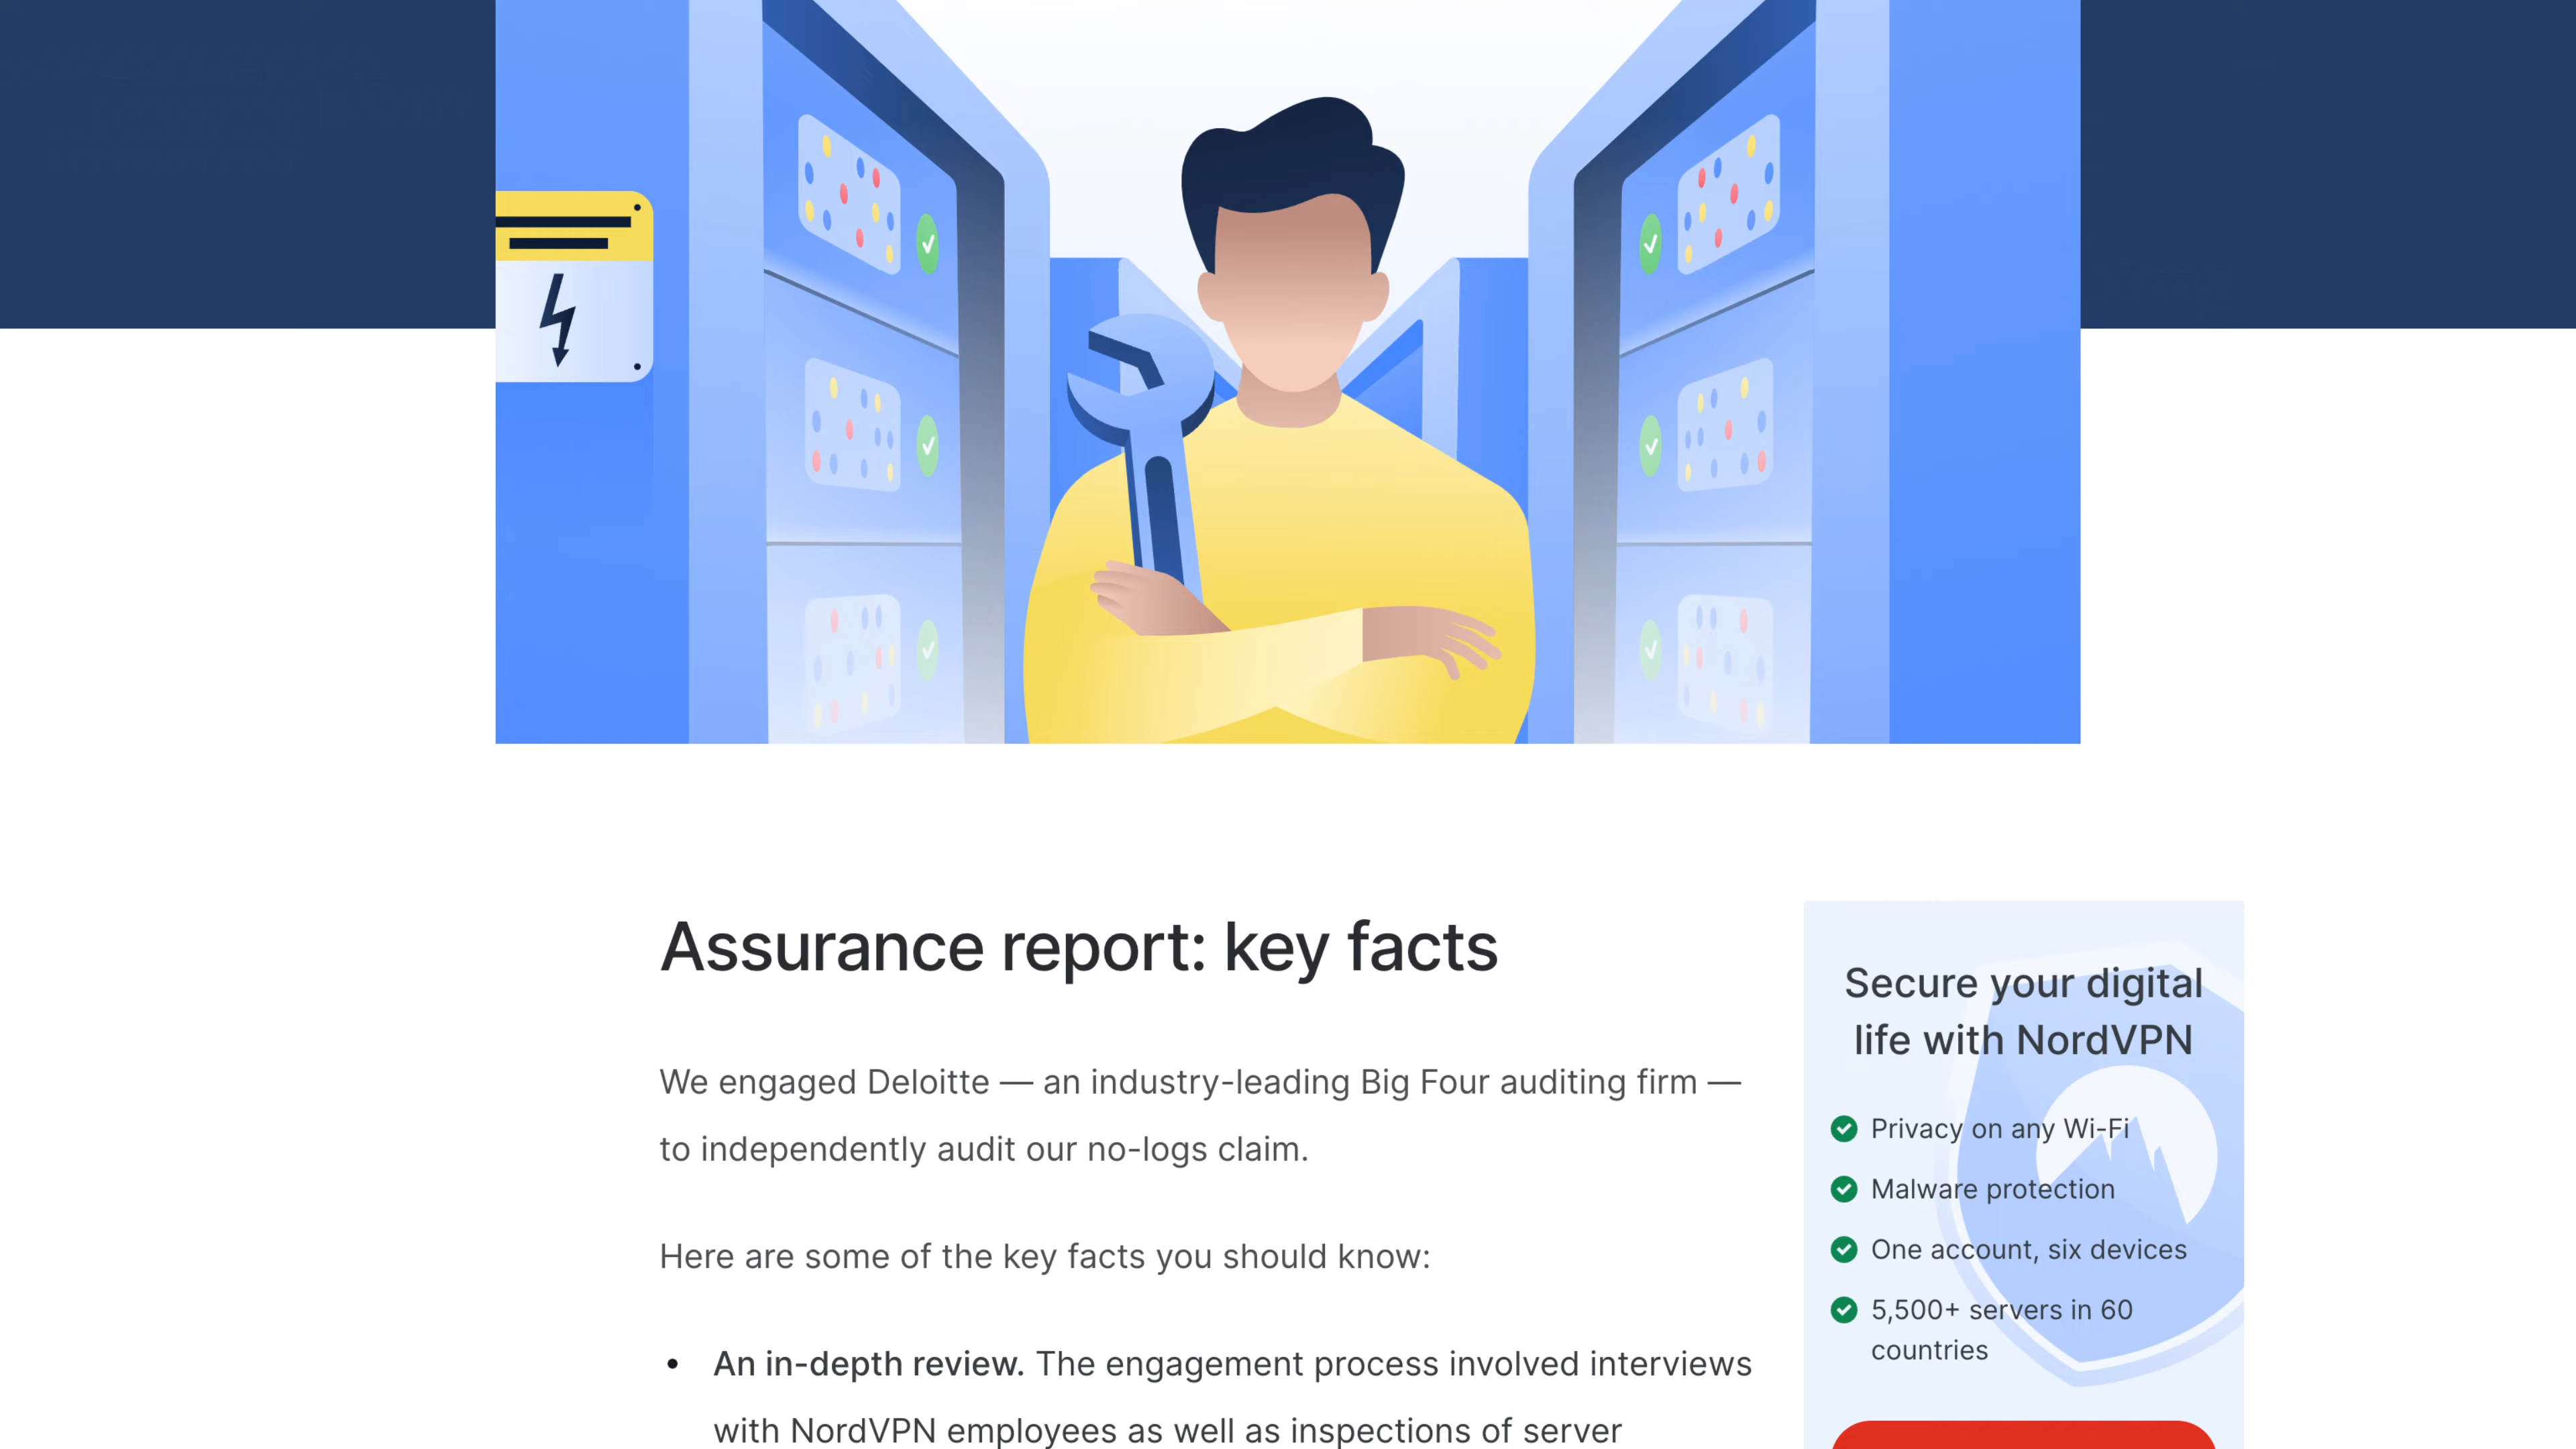 Assurance report: key facts
We engaged Deloitte — an industry-leading Big Four auditing firm —
to independently audit our no-logs claim.
Here are some of the key facts you should know:
• An in-depth review. The engagement process involved interviews
with NordVPN employees as well as inspections of server
Secure your digital
life with NordVPN
Privacy on any Wi-Fi
Malware protection
One account, six devices
5,500+ servers in 60
countries